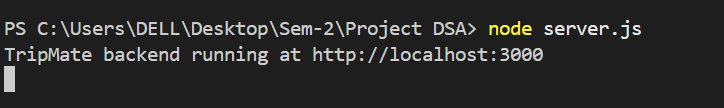 PS C:\Users\DELL\Desktop\Sem-2\Project DSA> node server.js
TripMate backend running at http://localhost:3000